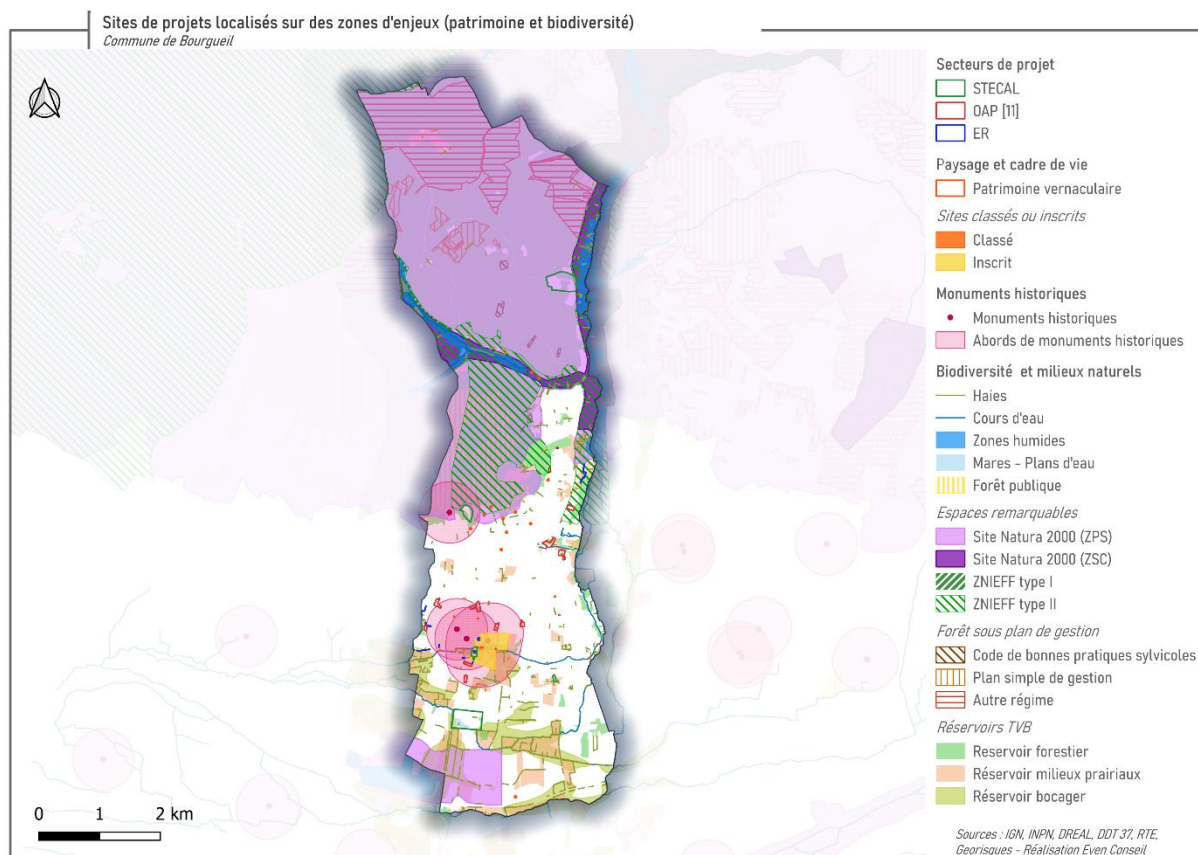 Sites de projets localisés sur des zones d'enjeux (patrimoine et biodiversité)
Commune de Bourgueil
Secteurs de projet
STECAL
OAP [11]
ER
Paysage et cadre de vie
Patrimoine vernaculaire
Sites classés ou inscrits
Classé
Inscrit
Monuments historiques
Monuments historiques
Abords de monuments historiques
Biodiversité et milieux naturels
Haies
Cours d'eau
Zones humides
Mares - Plans d'eau
Forêt publique
Espaces remarquables
Site Natura 2000 (ZPS)
Site Natura 2000 (ZSC)
ZNIEFF type I
ZNIEFF type II
Forêt sous plan de gestion
Code de bonnes pratiques sylvicoles
Plan simple de gestion
Autre régime
Réservoirs TVB
Reservoir forestier
Réservoir milieux prairiaux
Réservoir bocager
0 1 2 km
Sources : IGN, INPN, DREAL, DDT 37, RTE,
Georisques - Réalisation Even Conseil